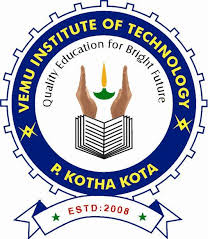 VEMU INSTITUTE OF TECHNOLOGY
Quality Education for Bright Future
P. KOTHA KOTA
ESTD:2008